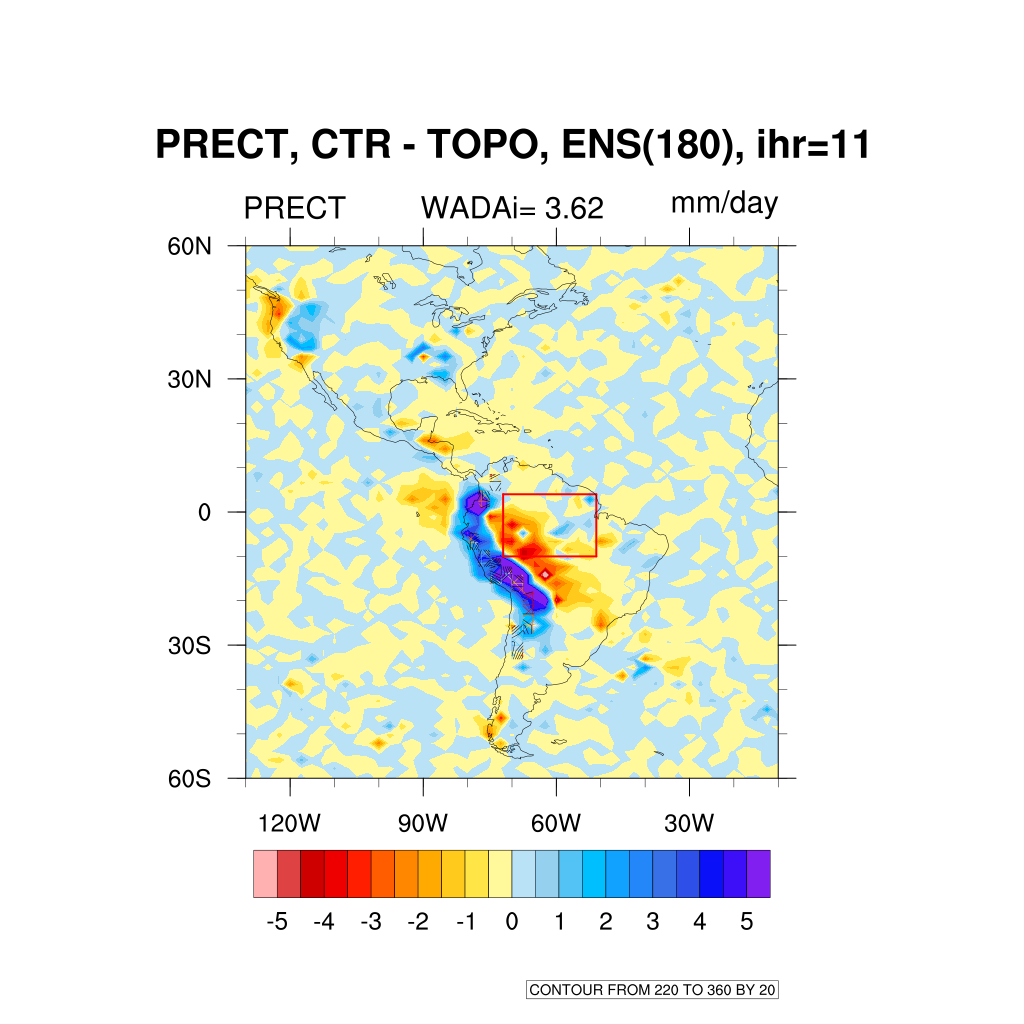 PRECT, CTR - TOPO, ENS(180), ihr=11
PRECT WADAi= 3.62 mm/day
60N
30N
0
30S
60S
120W 90W 60W 30W
-5 -4 -3 -2 -1 0 1 2 3 4 5
CONTOUR FROM 220 TO 360 BY 20